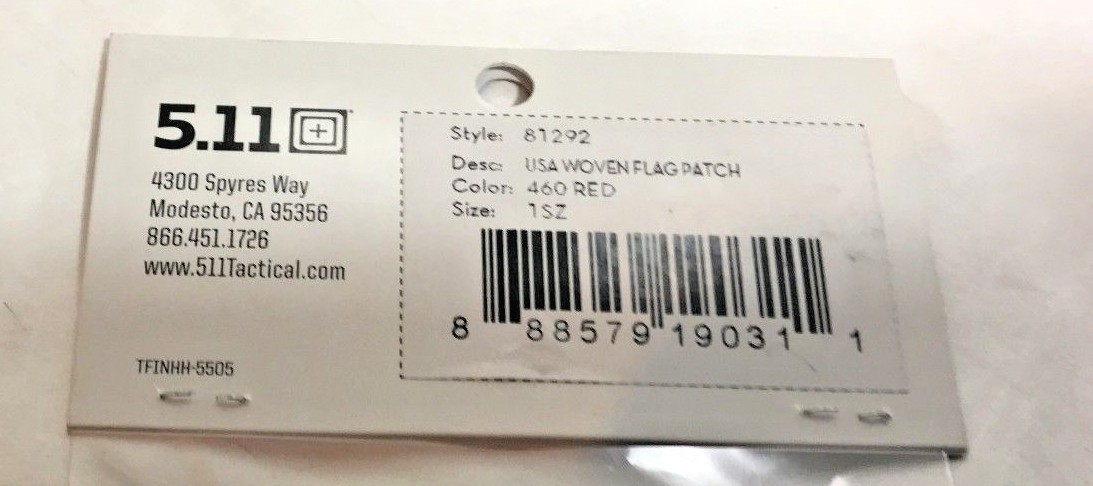 5.11
4300 Spyres Way
Modesto, CA 95356
866.451.1726
www.511Tactical.com
TFINHH-5505
Style: 81292
Desc: USA WOVEN FLAG PATCH
Color: 460 RED
Size: 1SZ
8 88579 19031 1